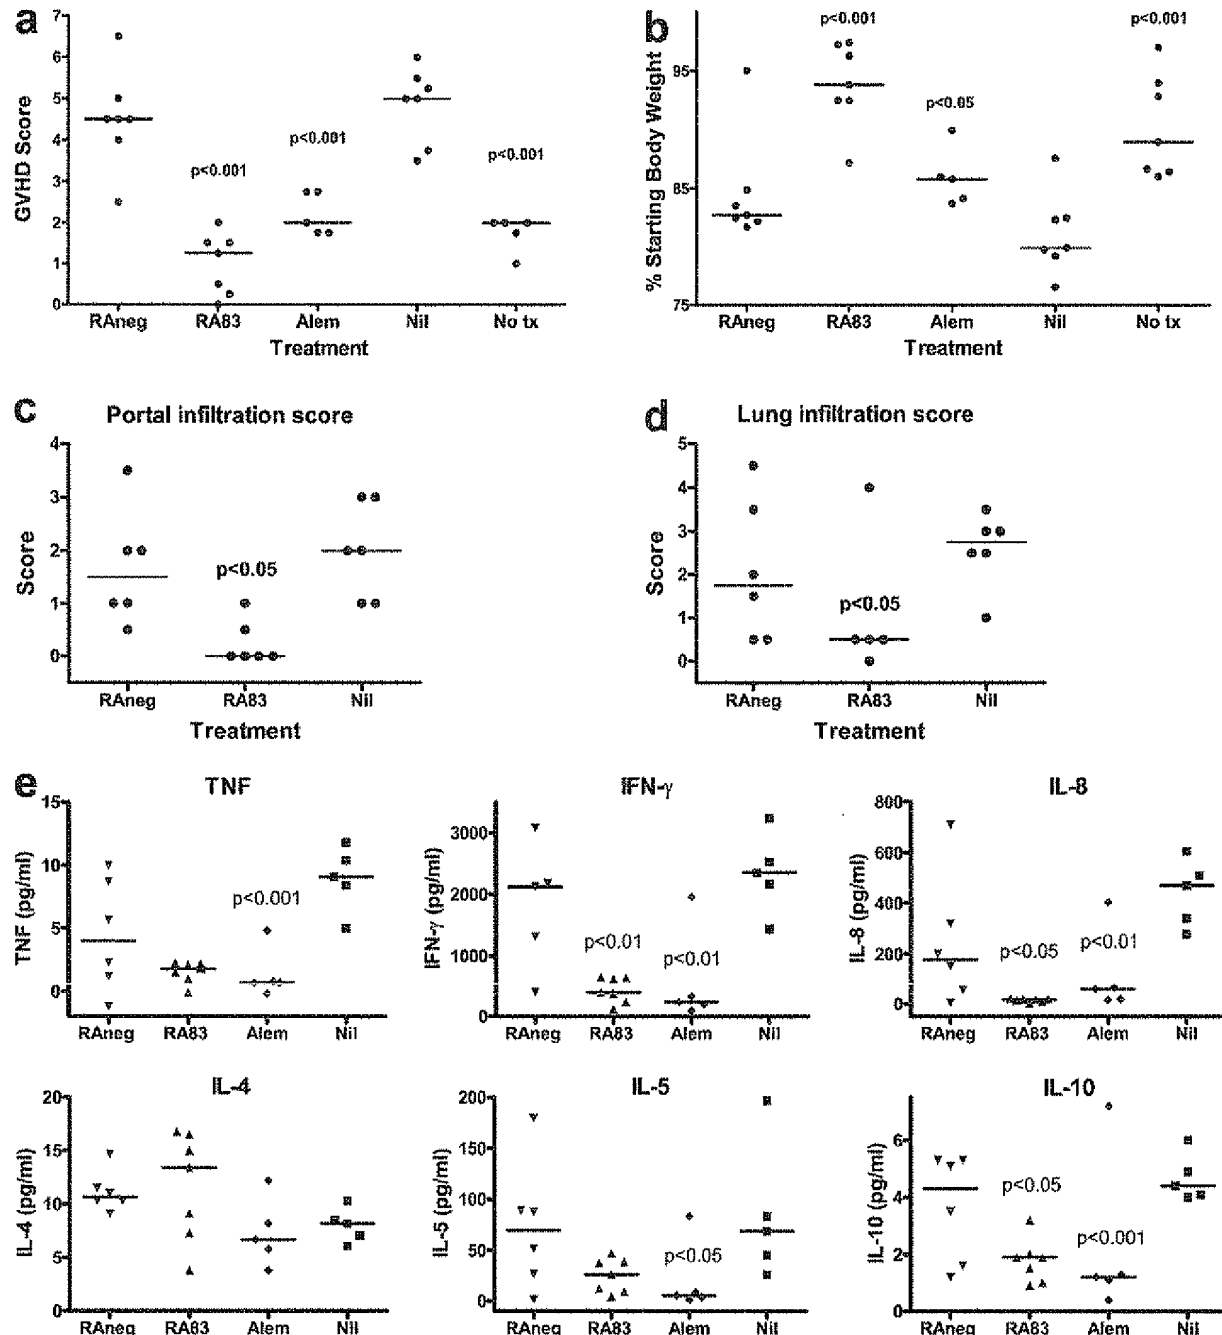 a
GVHD Score
7
6
5
4
3
2
1
0
p<0.001
p<0.001
p<0.001
RAneg RA83 Alem Nil No tx
Treatment
b
% Starting Body Weight
95
85
75
p<0.001
p<0.05
p<0.001
RAneg RA83 Alem Nil No tx
Treatment
c
Portal infiltration score
Score
4
3
2
1
0
p<0.05
RAneg RA83 Nil
Treatment
d
Lung infiltration score
Score
5
4
3
2
1
0
p<0.05
RAneg RA83 Nil
Treatment
e
TNF
TNF (pg/ml)
15
10
5
0
p<0.001
RAneg RA83 Alem Nil
IFN-γ
IFN-γ (pg/ml)
3000
2000
1000
0
p<0.01
p<0.01
RAneg RA83 Alem Nil
IL-8
IL-8 (pg/ml)
800
600
400
200
0
p<0.05
p<0.01
RAneg RA83 Alem Nil
IL-4
IL-4 (pg/ml)
20
15
10
5
0
RAneg RA83 Alem Nil
IL-5
IL-5 (pg/ml)
200
150
100
50
0
p<0.05
RAneg RA83 Alem Nil
IL-10
IL-10 (pg/ml)
6
4
2
0
p<0.05
p<0.001
RAneg RA83 Alem Nil